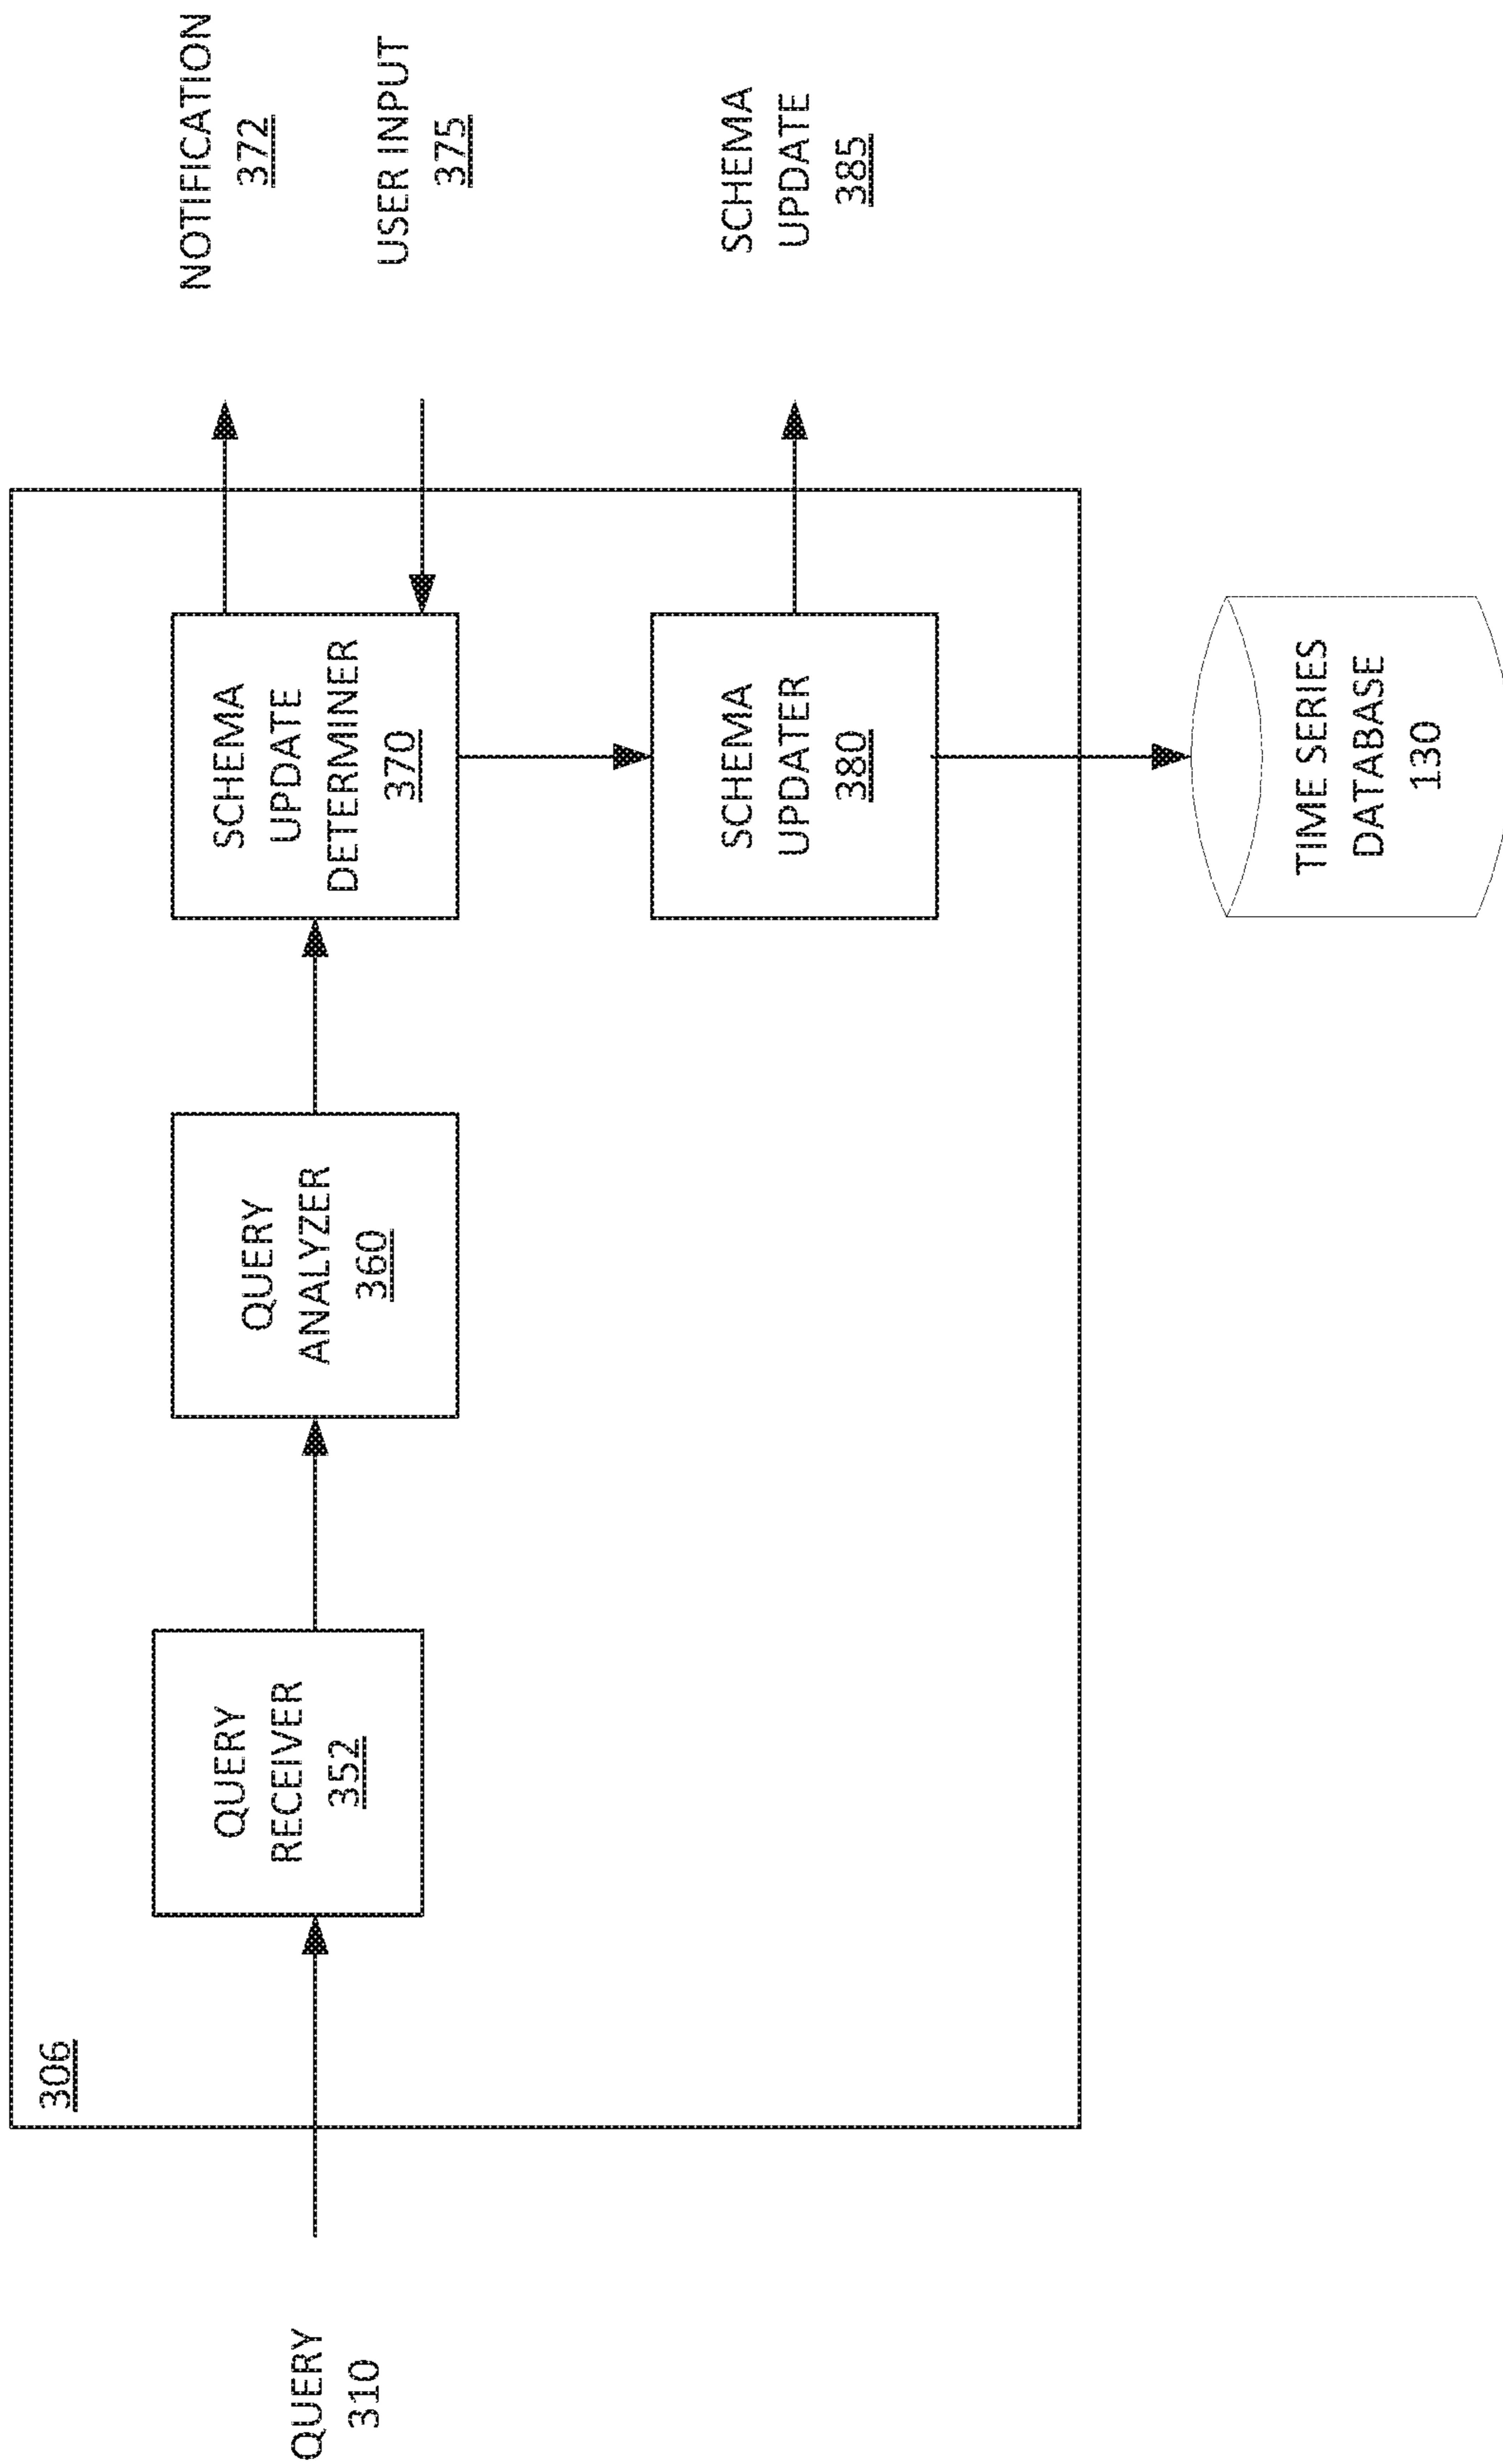 306
QUERY
310
QUERY
RECEIVER
352
QUERY
ANALYZER
360
SCHEMA
UPDATE
DETERMINER
370
NOTIFICATION
372
USER INPUT
375
SCHEMA
UPDATER
380
SCHEMA
UPDATE
385
TIME SERIES
DATABASE
130